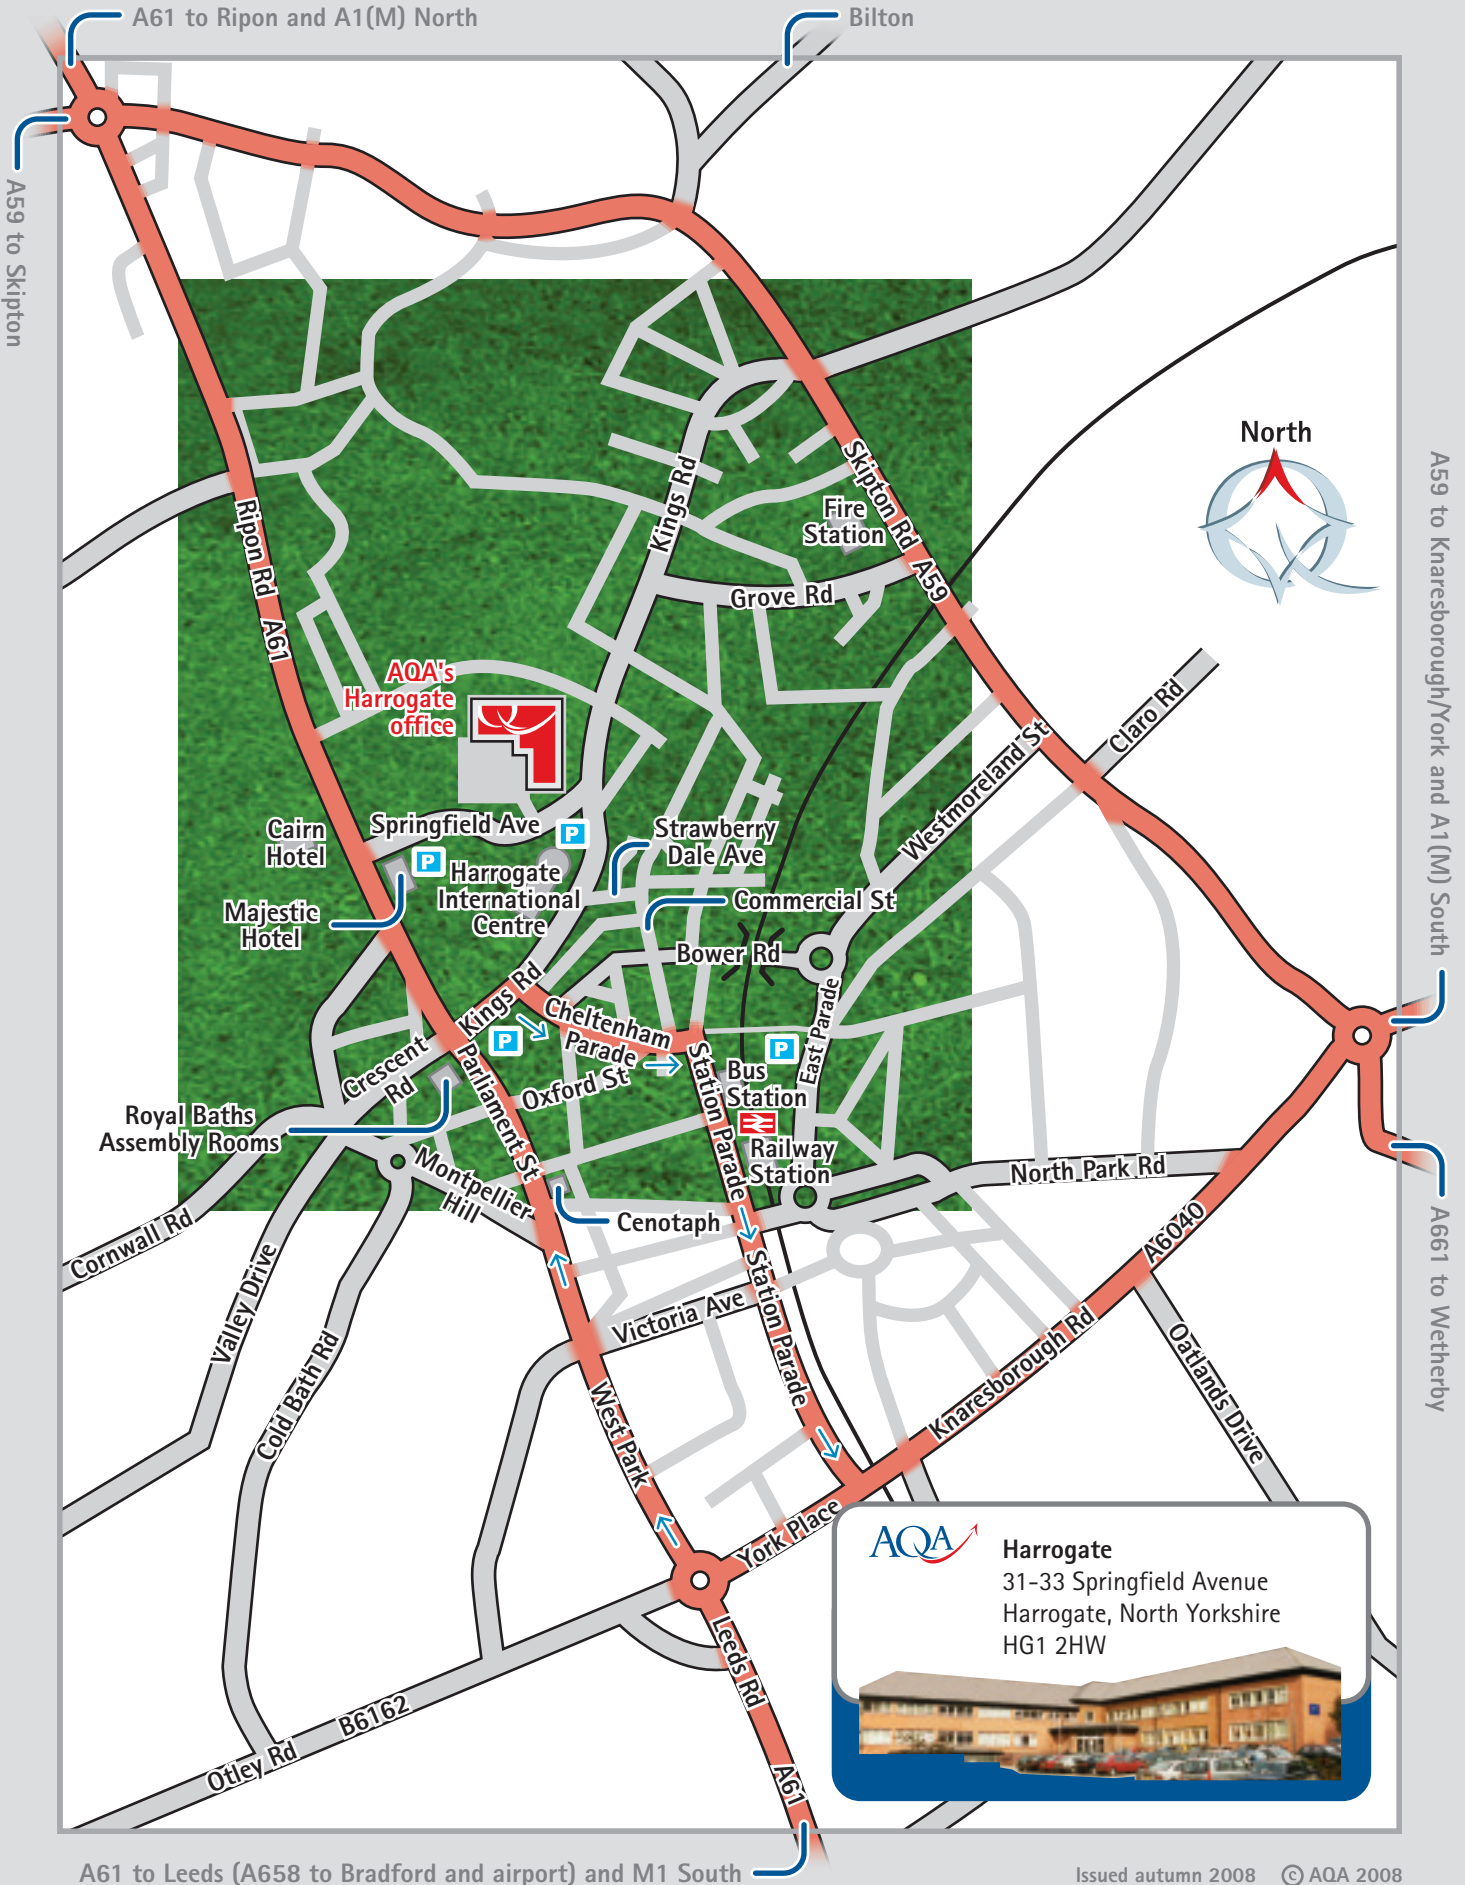 A61 to Ripon and A1(M) North
Bilton
A59 to Skipton
North
A59 to Knaresborough/York and A1(M) South
Kings Rd
Skipton Rd
A59
Fire
Station
Ripon Rd
A61
Grove Rd
AQA's
Harrogate
office
Claro Rd
Westmoreland St
Cairn
Hotel
Springfield Ave
P
P
Strawberry
Dale Ave
Harrogate
International
Centre
Commercial St
Majestic
Hotel
Bower Rd
Kings Rd
Cheltenham
Parade
P
P
East Parade
Crescent
Rd
Parliament St
Oxford St
Station Parade
Bus
Station
Railway
Station
Royal Baths
Assembly Rooms
Montpellier
Hill
North Park Rd
Cenotaph
Cornwall Rd
A6040
A661 to Wetherby
Valley Drive
Cold Bath Rd
Victoria Ave
Station Parade
Knaresborough Rd
Oatlands Drive
West Park
York Place
Leeds Rd
B6162
Otley Rd
A61
AQA
Harrogate
31-33 Springfield Avenue
Harrogate, North Yorkshire
HG1 2HW
A61 to Leeds (A658 to Bradford and airport) and M1 South
Issued autumn 2008 © AQA 2008